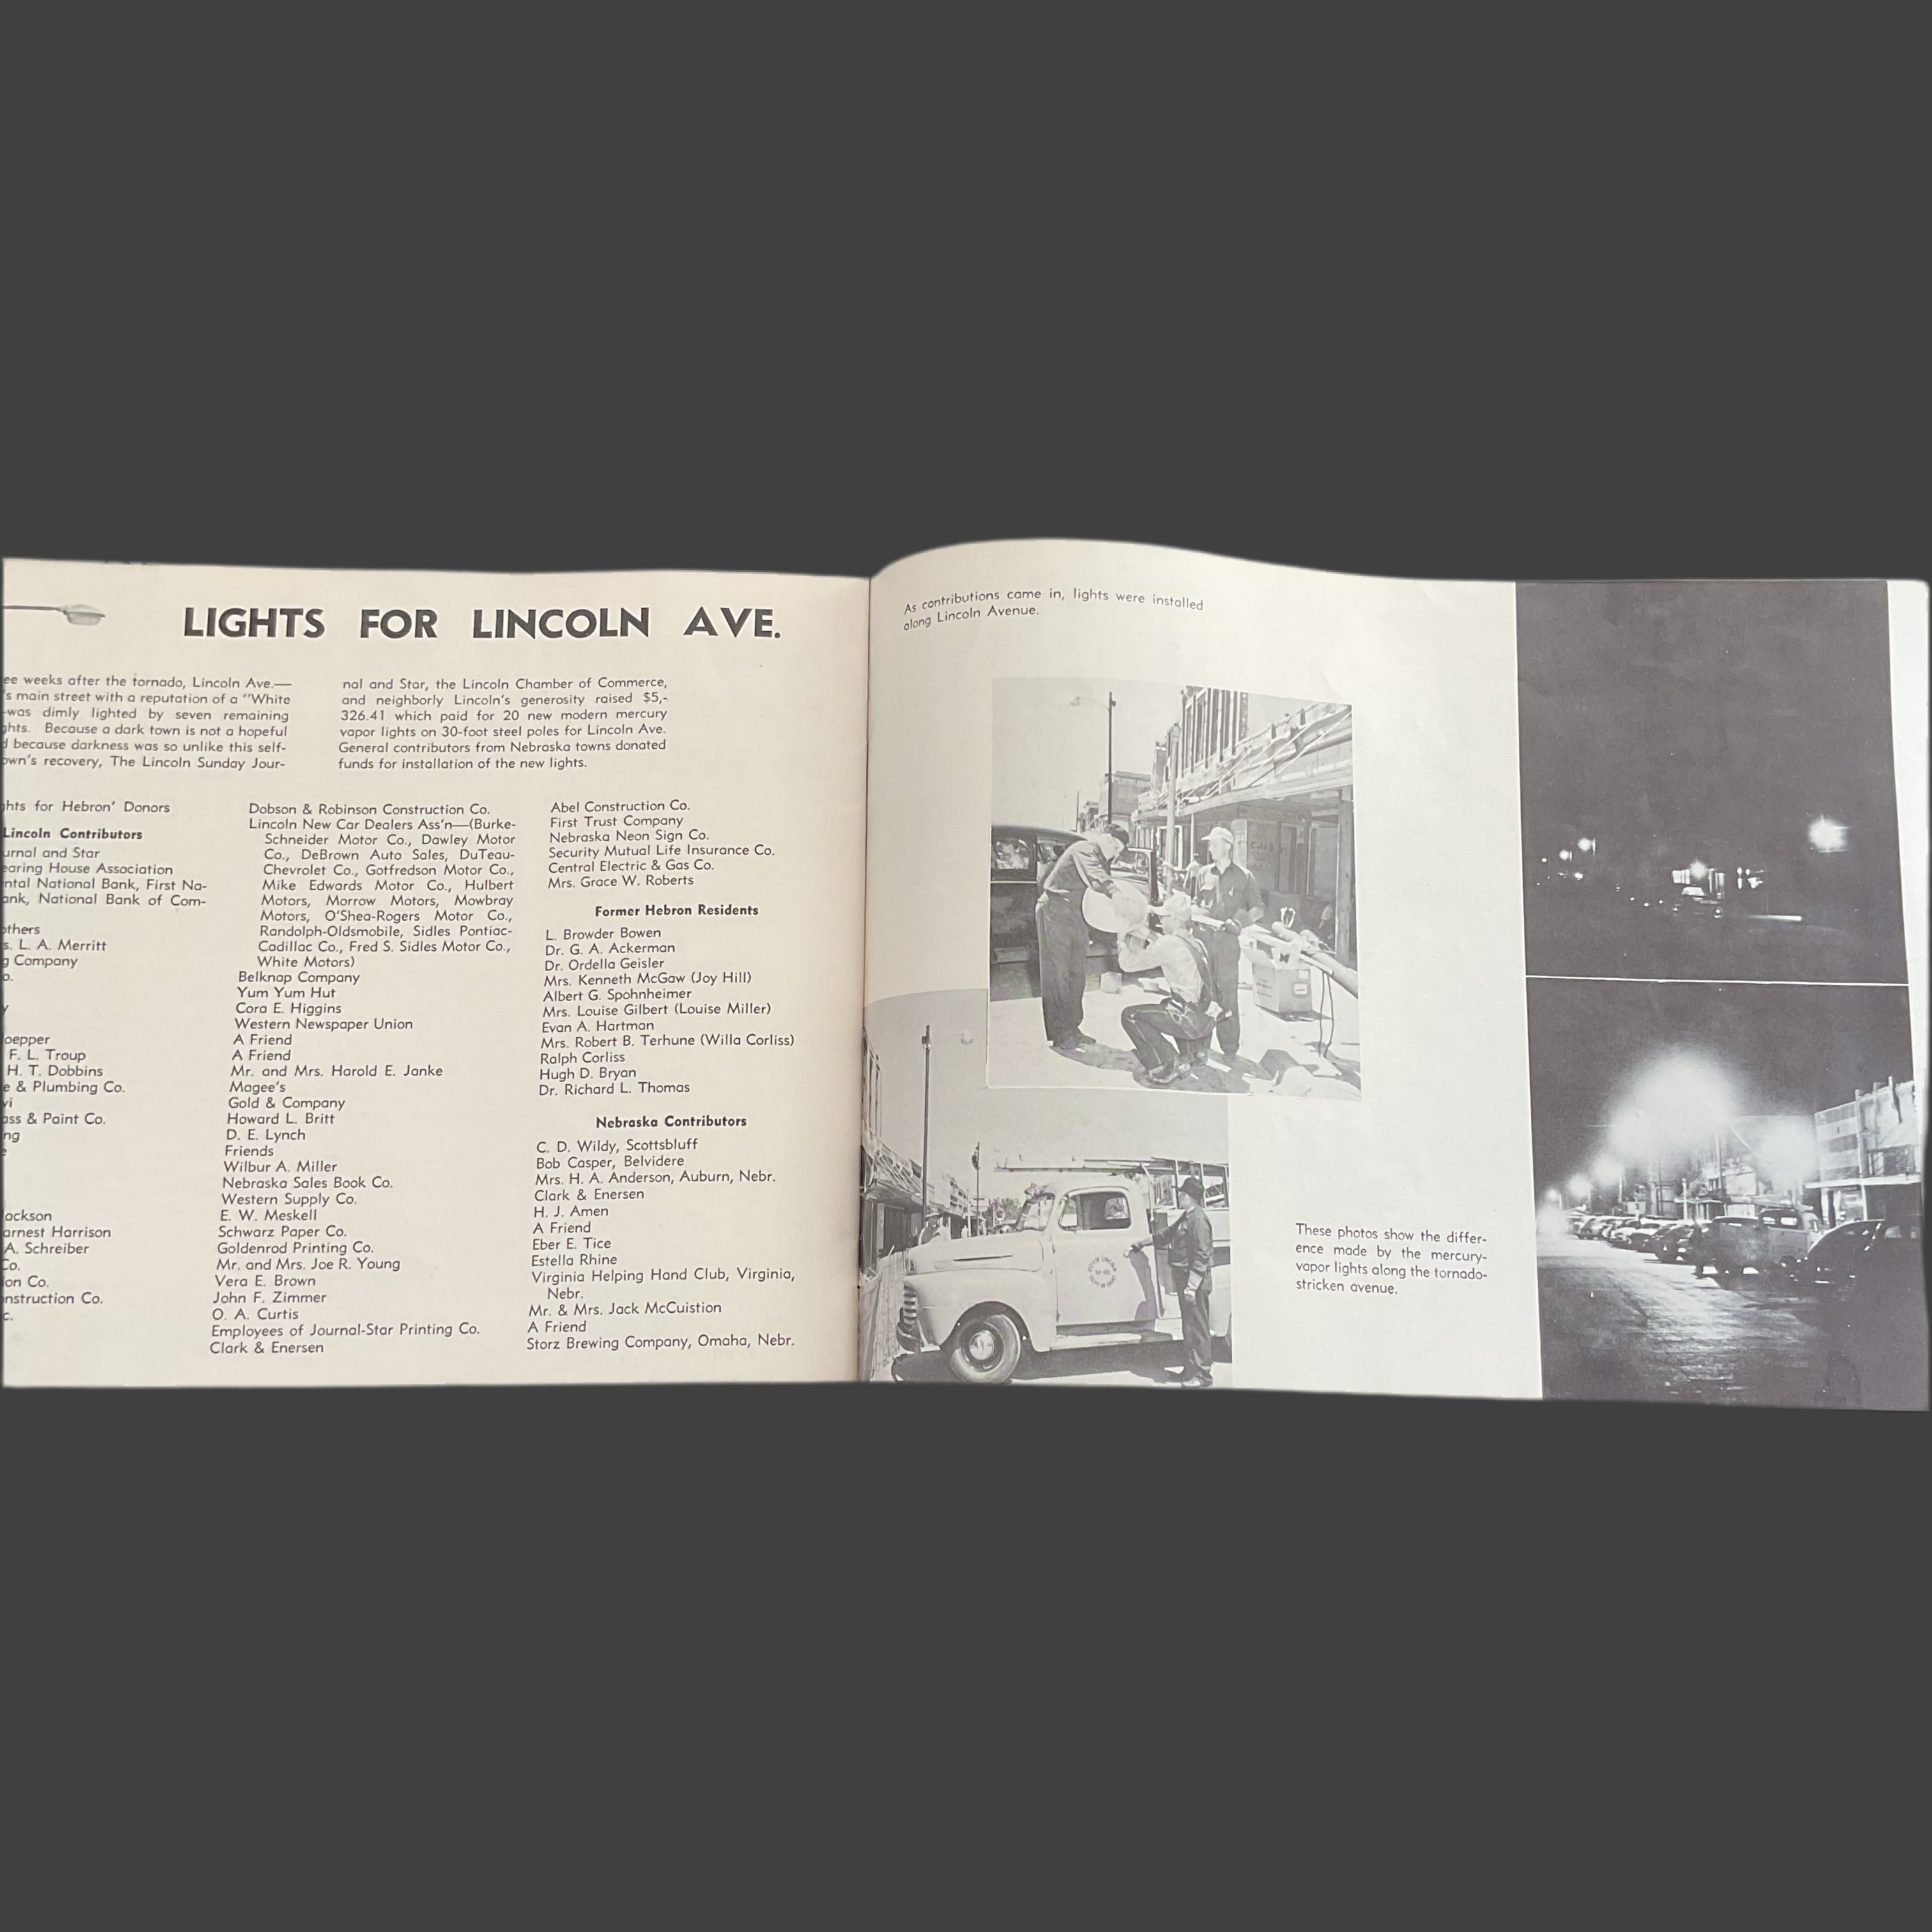 LIGHTS FOR LINCOLN AVE.
ee weeks after the tornado, Lincoln Ave.—
's main street with a reputation of a "White
was dimly lighted by seven remaining
ghts. Because a dark town is not a hopeful
d because darkness was so unlike this self-
own's recovery, The Lincoln Sunday Jour-
nal and Star, the Lincoln Chamber of Commerce,
and neighborly Lincoln's generosity raised $5,-
326.41 which paid for 20 new modern mercury
vapor lights on 30-foot steel poles for Lincoln Ave.
General contributors from Nebraska towns donated
funds for installation of the new lights.
hts for Hebron' Donors
Lincoln Contributors
urnal and Star
earing House Association
ntal National Bank, First Na-
ank, National Bank of Com-
others
s. L. A. Merritt
g Company
o.
y
oepper
F. L. Troup
H. T. Dobbins
e & Plumbing Co.
vi
ass & Paint Co.
ng
e
ackson
arnest Harrison
A. Schreiber
Co.
ion Co.
nstruction Co.
c.
Dobson & Robinson Construction Co.
Lincoln New Car Dealers Ass'n—(Burke-
Schneider Motor Co., Dawley Motor
Co., DeBrown Auto Sales, DuTeau-
Chevrolet Co., Gotfredson Motor Co.,
Mike Edwards Motor Co., Hulbert
Motors, Morrow Motors, Mowbray
Motors, O'Shea-Rogers Motor Co.,
Randolph-Oldsmobile, Sidles Pontiac-
Cadillac Co., Fred S. Sidles Motor Co.,
White Motors)
Belknap Company
Yum Yum Hut
Cora E. Higgins
Western Newspaper Union
A Friend
A Friend
Mr. and Mrs. Harold E. Janke
Magee's
Gold & Company
Howard L. Britt
D. E. Lynch
Friends
Wilbur A. Miller
Nebraska Sales Book Co.
Western Supply Co.
E. W. Meskell
Schwarz Paper Co.
Goldenrod Printing Co.
Mr. and Mrs. Joe R. Young
Vera E. Brown
John F. Zimmer
O. A. Curtis
Employees of Journal-Star Printing Co.
Clark & Enersen
Abel Construction Co.
First Trust Company
Nebraska Neon Sign Co.
Security Mutual Life Insurance Co.
Central Electric & Gas Co.
Mrs. Grace W. Roberts
Former Hebron Residents
L. Browder Bowen
Dr. G. A. Ackerman
Dr. Ordella Geisler
Mrs. Kenneth McGaw (Joy Hill)
Albert G. Spohnheimer
Mrs. Louise Gilbert (Louise Miller)
Evan A. Hartman
Mrs. Robert B. Terhune (Willa Corliss)
Ralph Corliss
Hugh D. Bryan
Dr. Richard L. Thomas
Nebraska Contributors
C. D. Wildy, Scottsbluff
Bob Casper, Belvidere
Mrs. H. A. Anderson, Auburn, Nebr.
Clark & Enersen
H. J. Amen
A Friend
Eber E. Tice
Estella Rhine
Virginia Helping Hand Club, Virginia,
Nebr.
Mr. & Mrs. Jack McCuistion
A Friend
Storz Brewing Company, Omaha, Nebr.
As contributions came in, lights were installed
along Lincoln Avenue.
These photos show the differ-
ence made by the mercury-
vapor lights along the tornado-
stricken avenue.